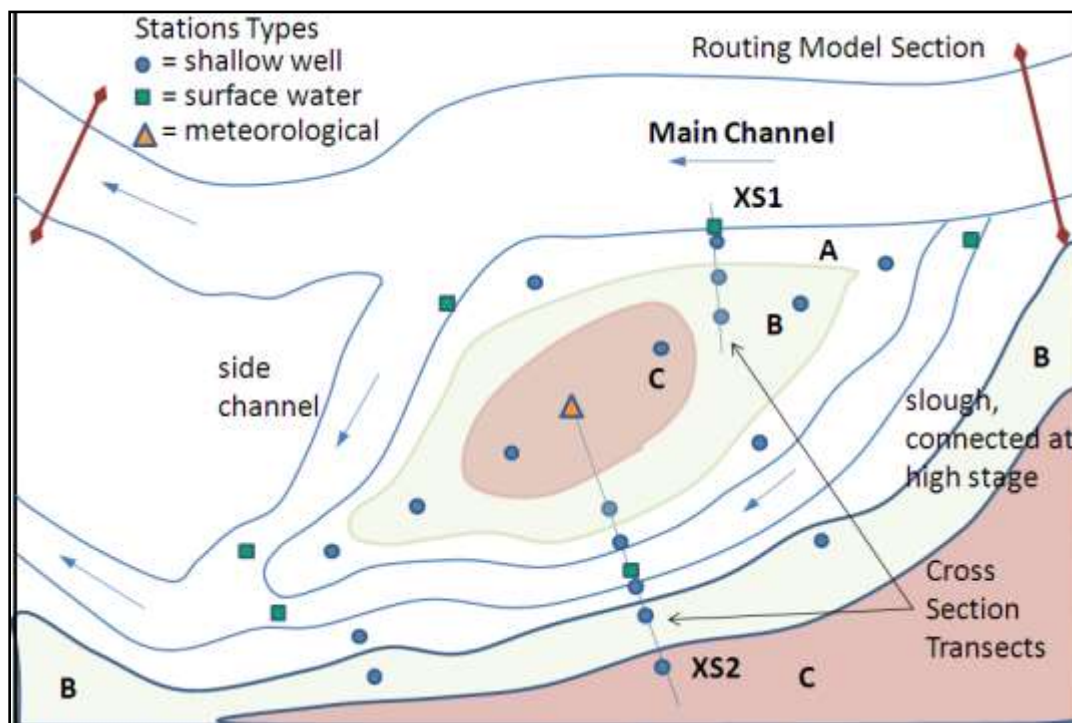 Stations Types
= shallow well
= surface water
= meteorological
Routing Model Section
Main Channel
XS1
A
B
C
B
side
channel
slough,
connected at
high stage
Cross
Section
Transects
XS2
C
B